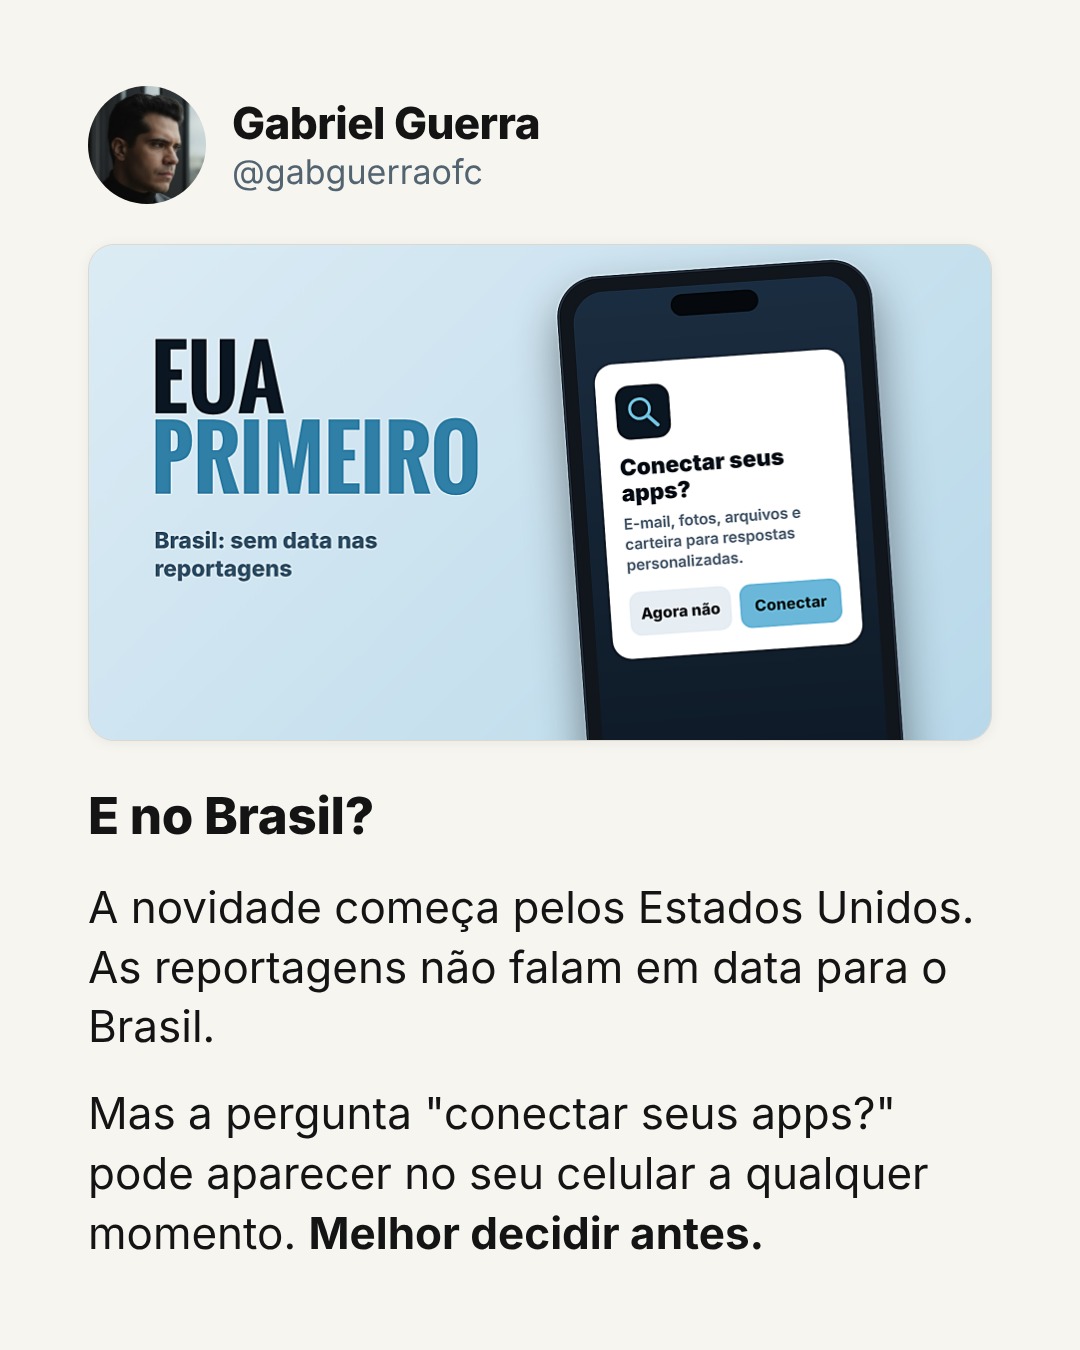 Gabriel Guerra
@gabguerraofc
EUA
PRIMEIRO
Brasil: sem data nas
reportagens
Conectar seus
apps?
E-mail, fotos, arquivos e
carteira para respostas
personalizadas.
Agora não
Conectar
E no Brasil?
A novidade começa pelos Estados Unidos.
As reportagens não falam em data para o
Brasil.
Mas a pergunta "conectar seus apps?"
pode aparecer no seu celular a qualquer
momento. Melhor decidir antes.